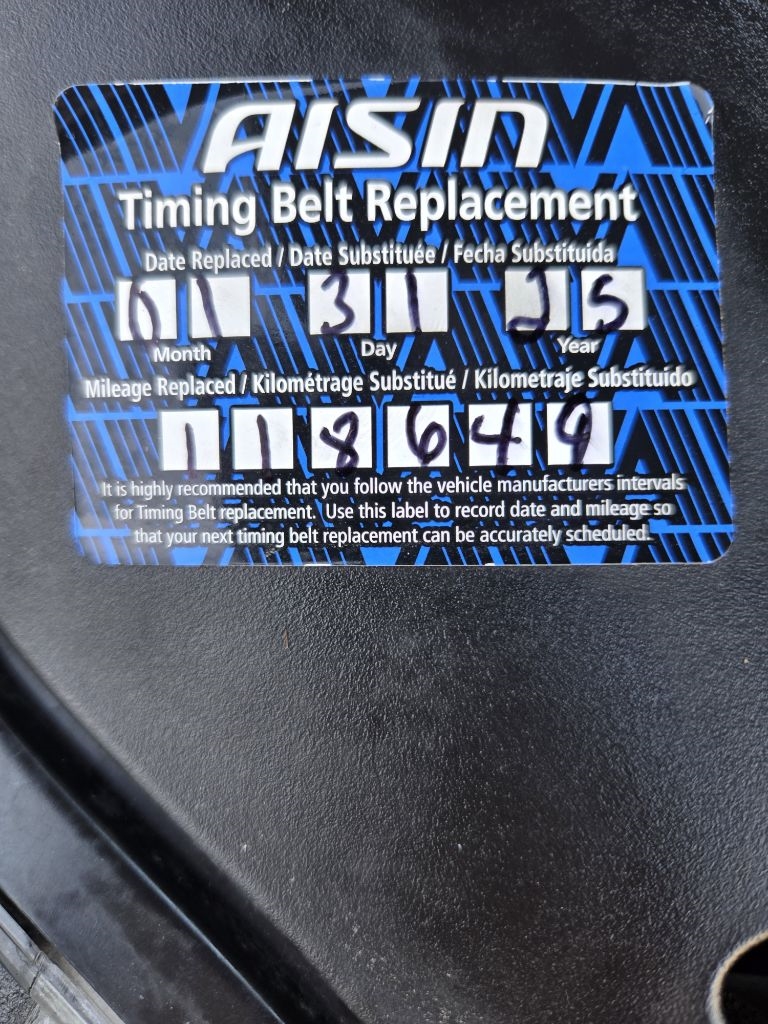 AISIN
Timing Belt Replacement
Date Replaced / Date Substituée / Fecha Substituida
01 31 25
Month Day Year
Mileage Replaced / Kilométrage Substitué / Kilometraje Substituido
118649
It is highly recommended that you follow the vehicle manufacturers intervals
for Timing Belt replacement. Use this label to record date and mileage so
that your next timing belt replacement can be accurately scheduled.